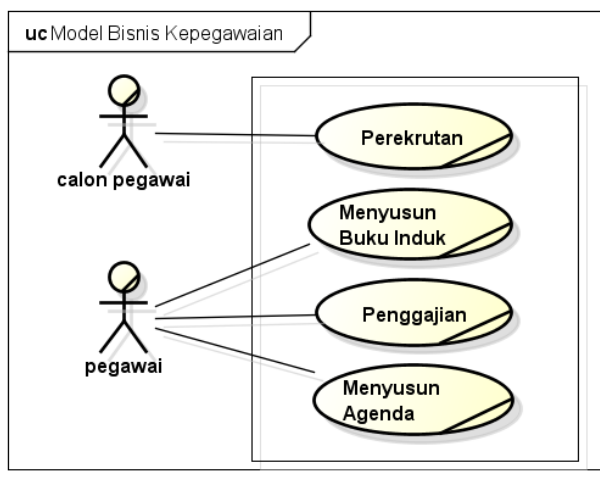 uc Model Bisnis Kepegawaian
calon pegawai
Perekrutan
Menyusun
Buku Induk
pegawai
Penggajian
Menyusun
Agenda